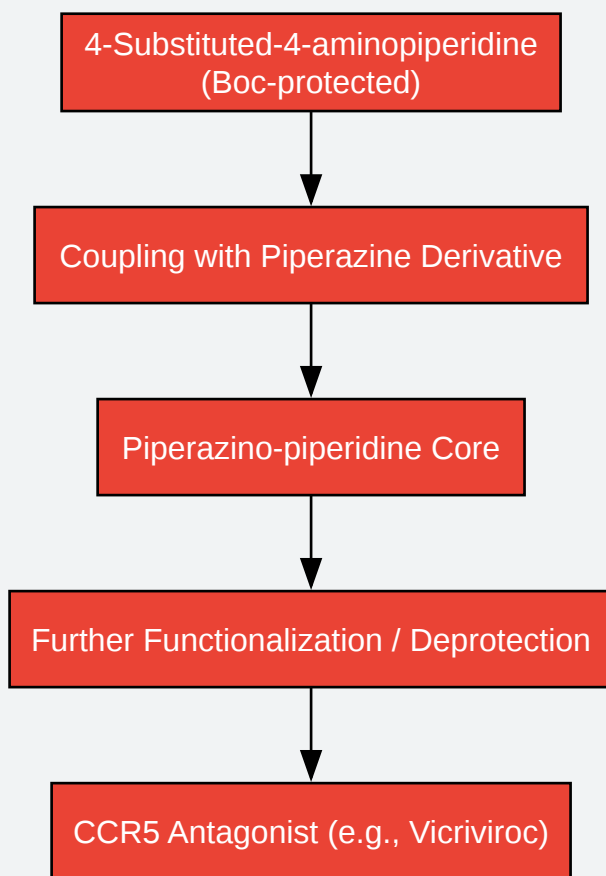 4-Substituted-4-aminopiperidine
(Boc-protected)
Coupling with Piperazine Derivative
Piperazino-piperidine Core
Further Functionalization / Deprotection
CCR5 Antagonist (e.g., Vicriviroc)